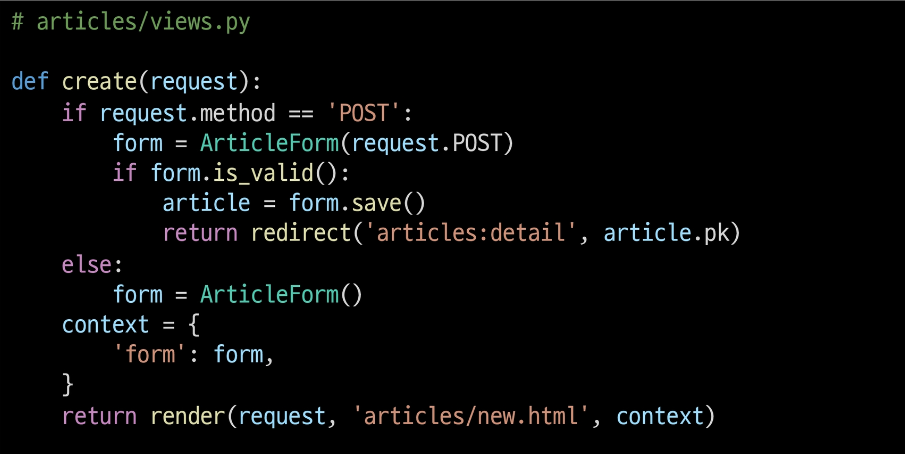 # articles/views.py
def create(request):
    if request.method == 'POST':
        form = ArticleForm(request.POST)
        if form.is_valid():
            article = form.save()
            return redirect('articles:detail', article.pk)
    else:
        form = ArticleForm()
    context = {
        'form': form,
    }
    return render(request, 'articles/new.html', context)